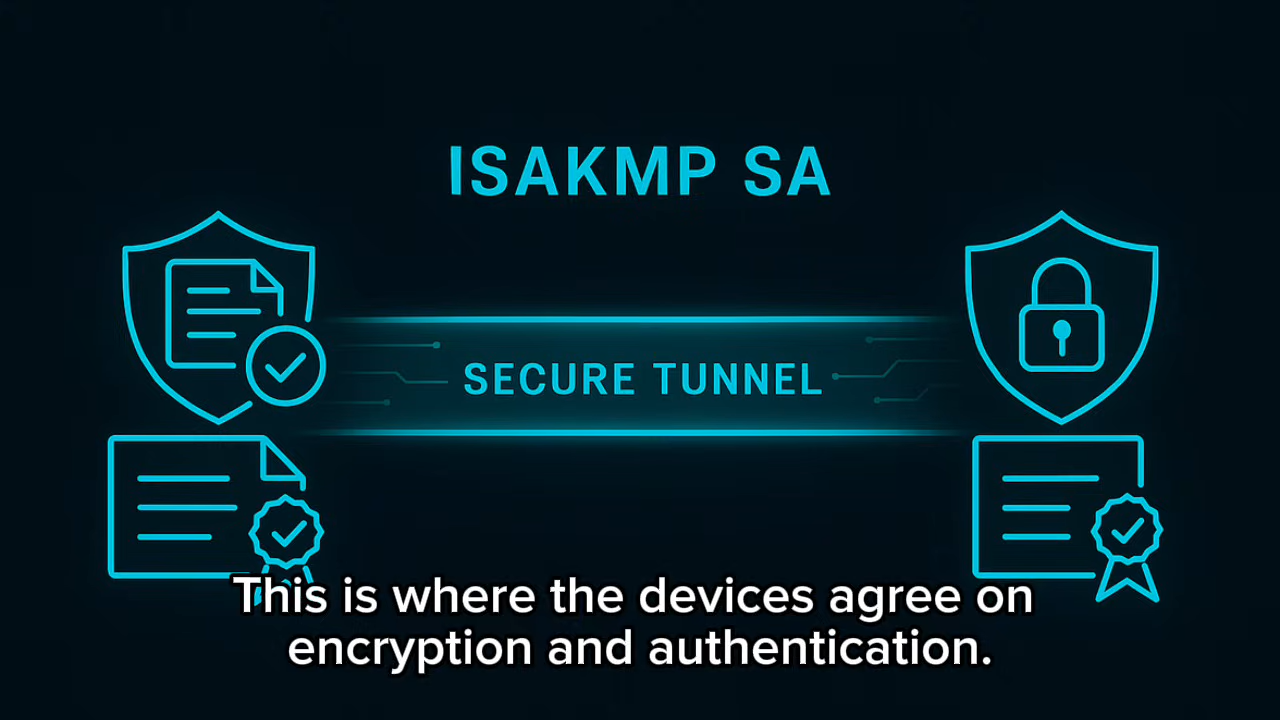 ISAKMP SA
SECURE TUNNEL
This is where the devices agree on
encryption and authentication.